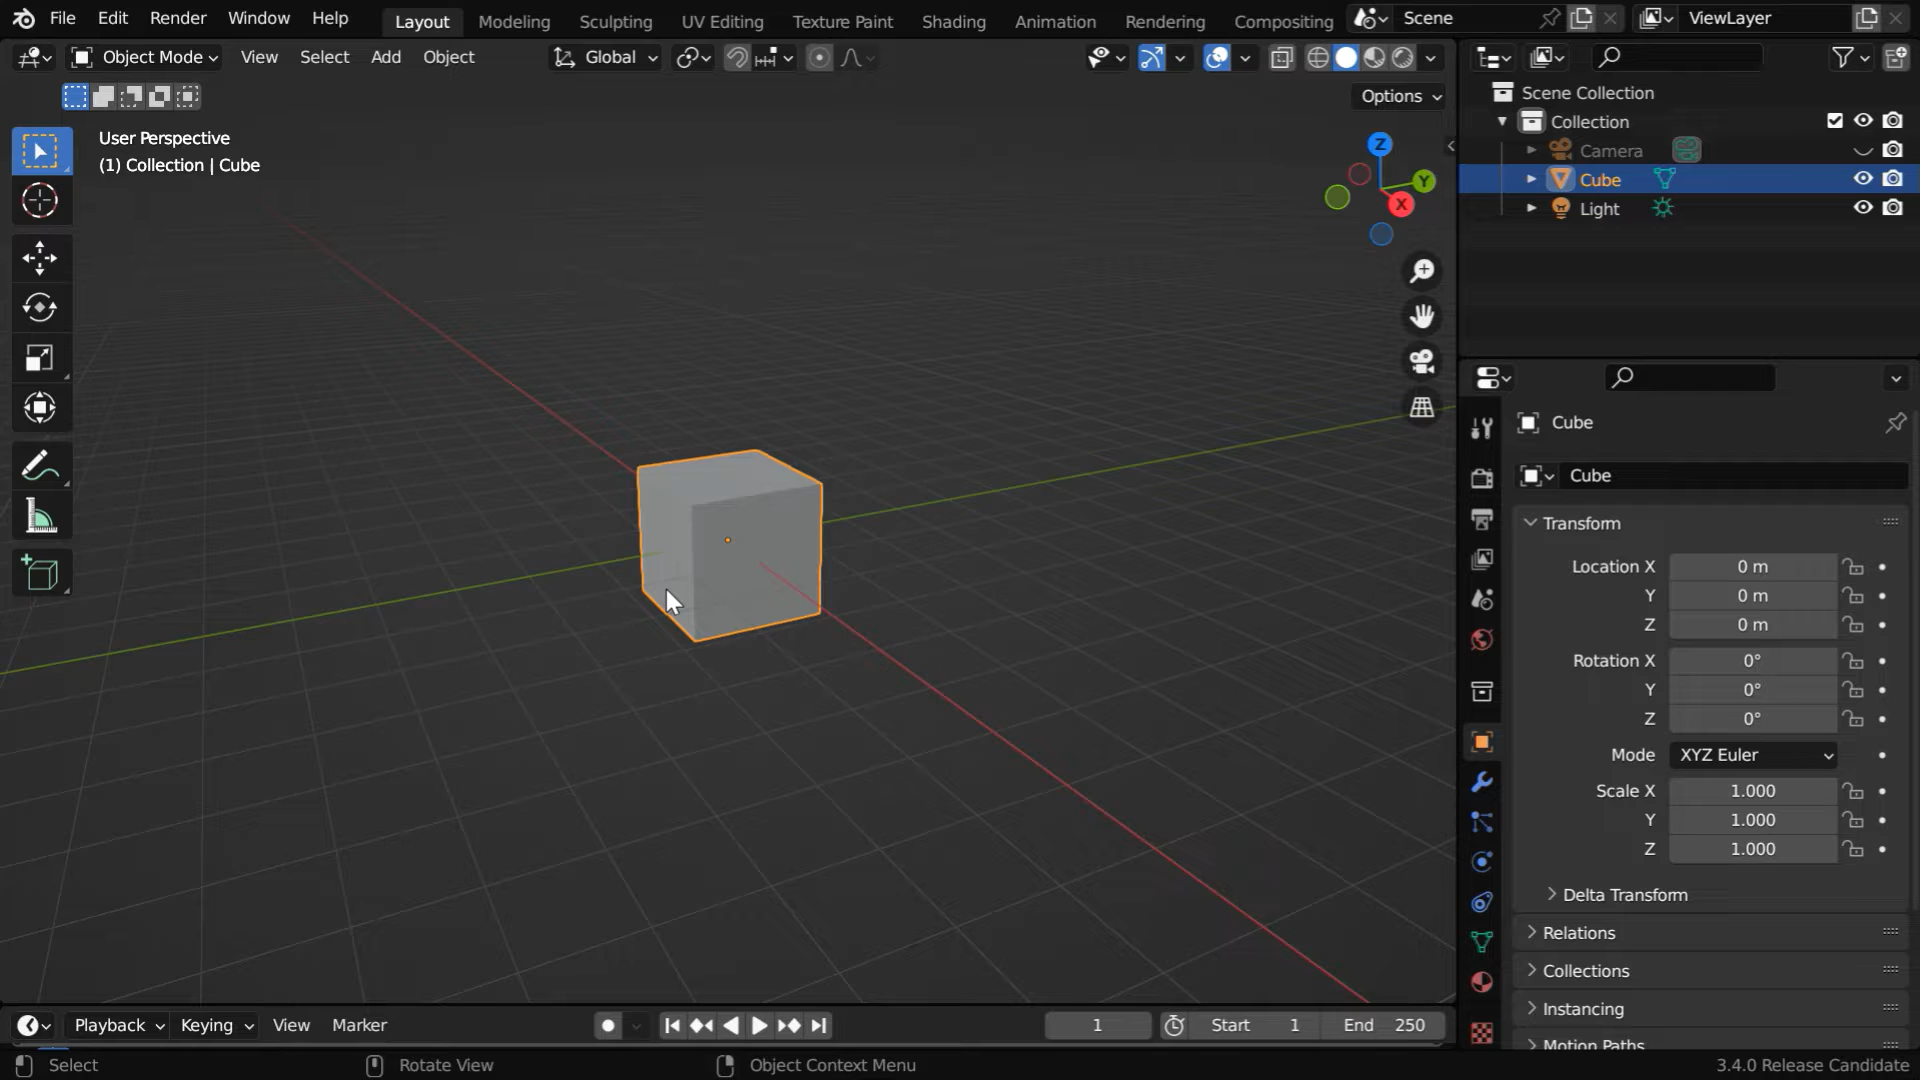 File Edit Render Window Help Layout Modeling Sculpting UV Editing Texture Paint Shading Animation Rendering Compositing Scene ViewLayer
Object Mode View Select Add Object Global
Options
User Perspective
(1) Collection | Cube
Z
Y
X
Scene Collection
Collection
Camera
Cube
Light
Cube
Cube
Transform
Location X 0 m
Y 0 m
Z 0 m
Rotation X 0°
Y 0°
Z 0°
Mode XYZ Euler
Scale X 1.000
Y 1.000
Z 1.000
Delta Transform
Relations
Collections
Instancing
Motion Paths
Playback Keying View Marker 1 Start 1 End 250
Select Rotate View Object Context Menu 3.4.0 Release Candidate